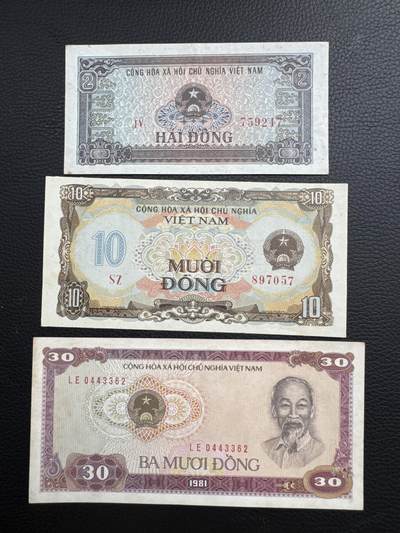 2
CỘNG HÒA XÃ HỘI CHỦ NGHĨA VIỆT NAM
2
JV 759217
HAI ĐỒNG
10
CỘNG HÒA XÃ HỘI CHỦ NGHĨA
10
VIỆT NAM
10
SZ
MƯỜI
897057
10
ĐỒNG
10
30
CỘNG HÒA XÃ HỘI CHỦ NGHĨA VIỆT NAM
30
LE 0443362
LE 0443362
30
BA MƯƠI ĐỒNG
30
1981